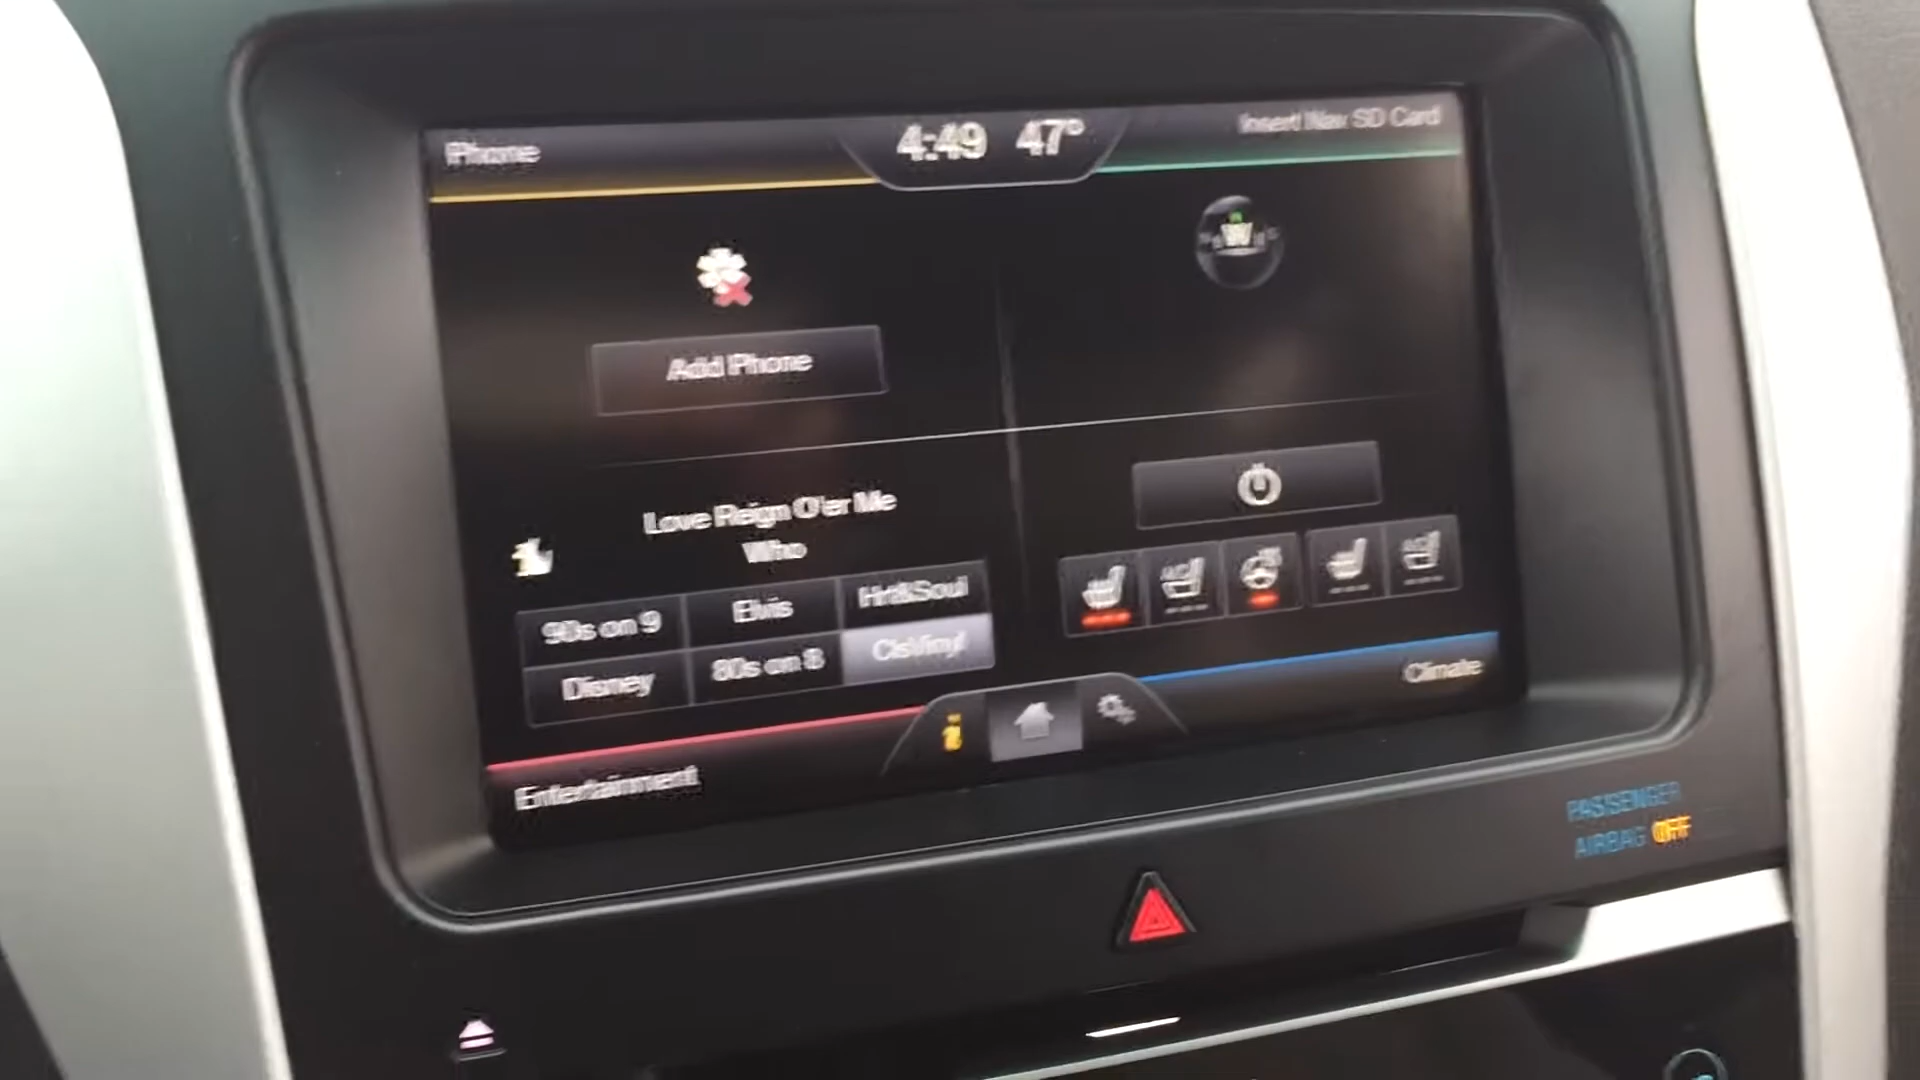 Phone
4:49 47°
Insert Nav SD Card
W
Add Phone
Love Reign O'er Me
Who
90s on 9
Elvis
Hrt&Soul
Disney
80s on 8
ClsVinyl
Climate
Entertainment
i
PASSENGER
AIRBAG OFF